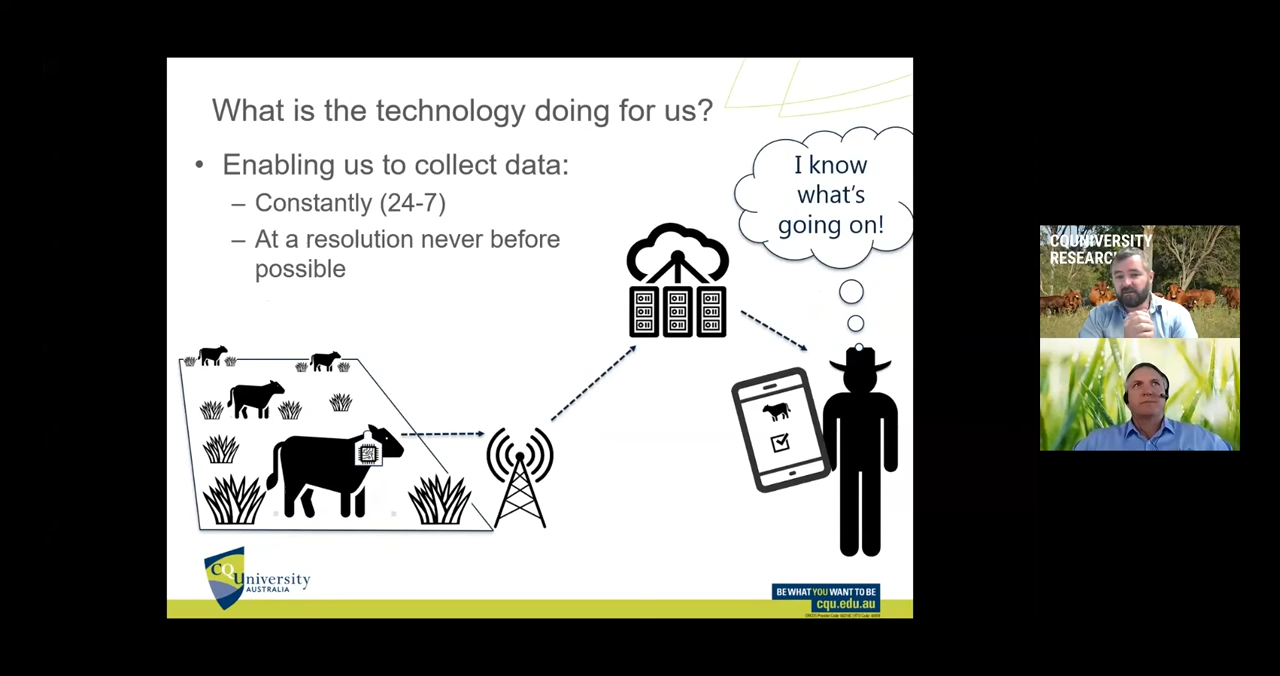 What is the technology doing for us?
• Enabling us to collect data:
– Constantly (24-7)
– At a resolution never before
possible
I know
what's
going on!
CQUniversity
AUSTRALIA
BE WHAT YOU WANT TO BE
cqu.edu.au
CQUNIVERSITY
RESEARCH